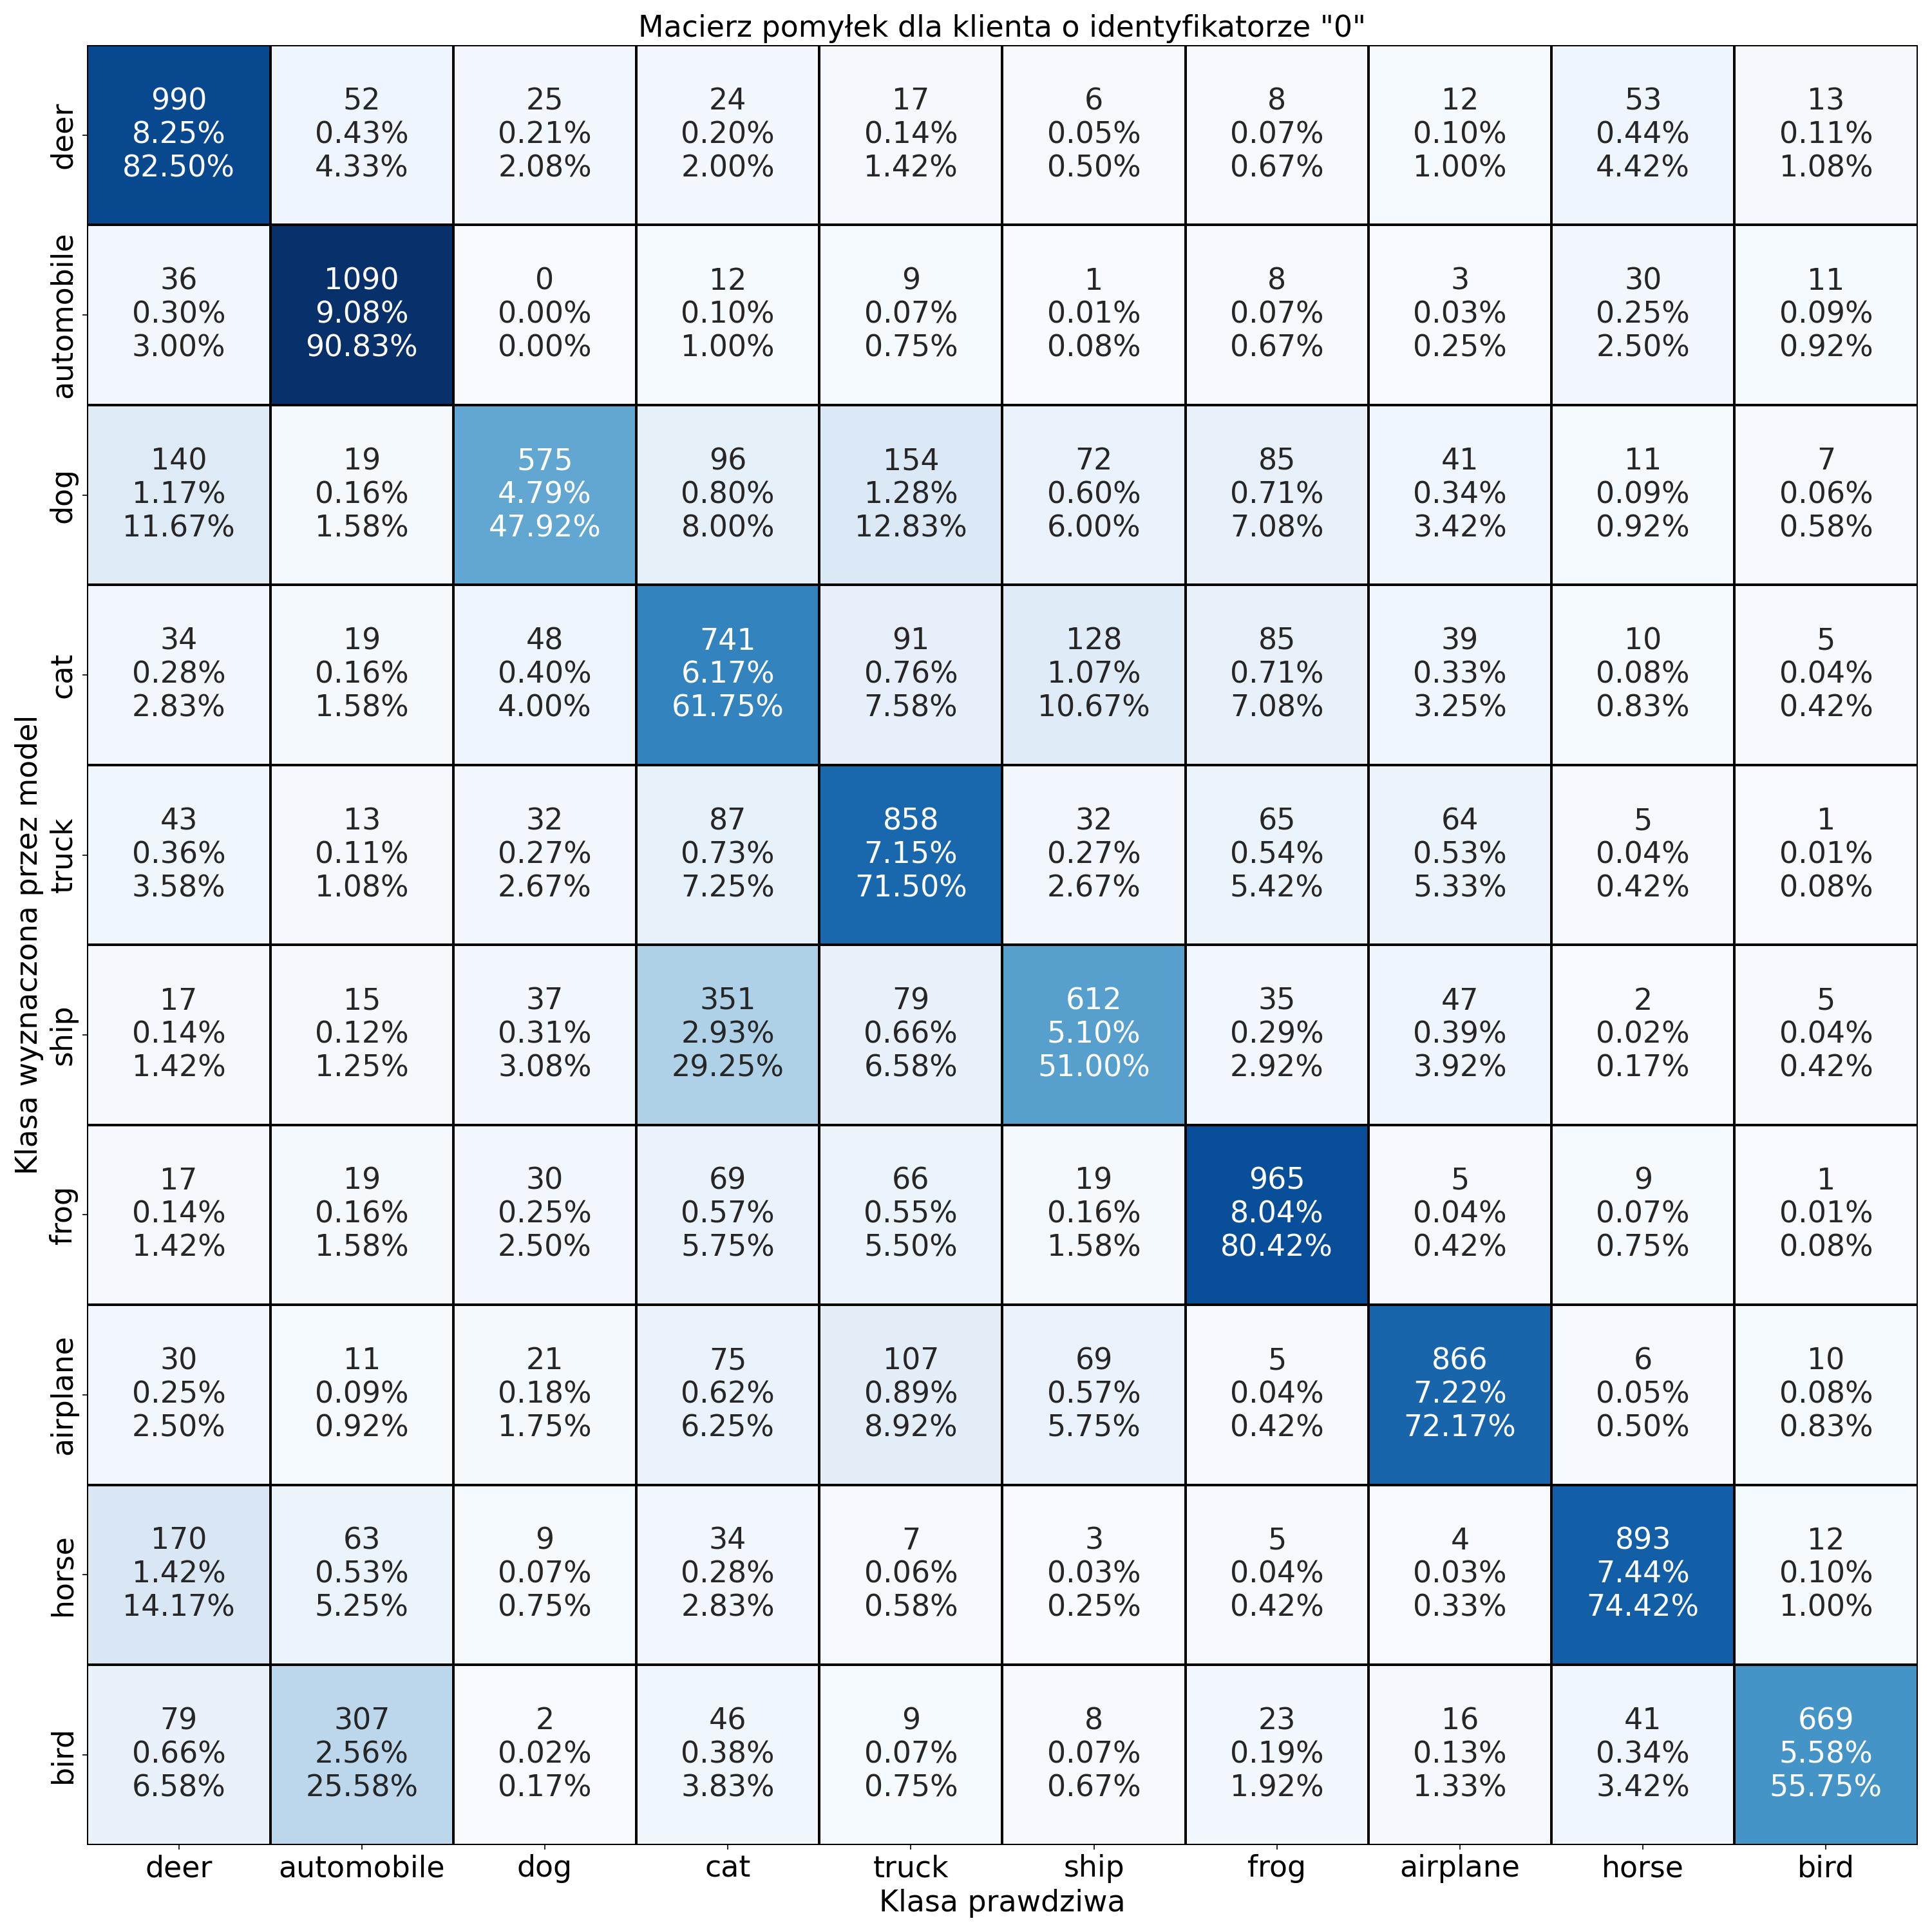 Macierz pomyłek dla klienta o identyfikatorze "0"
Klasa wyznaczona przez model
deer
990 52 25 24 17 6 8 12 53 13
8.25% 0.43% 0.21% 0.20% 0.14% 0.05% 0.07% 0.10% 0.44% 0.11%
82.50% 4.33% 2.08% 2.00% 1.42% 0.50% 0.67% 1.00% 4.42% 1.08%
automobile
36 1090 0 12 9 1 8 3 30 11
0.30% 9.08% 0.00% 0.10% 0.07% 0.01% 0.07% 0.03% 0.25% 0.09%
3.00% 90.83% 0.00% 1.00% 0.75% 0.08% 0.67% 0.25% 2.50% 0.92%
dog
140 19 575 96 154 72 85 41 11 7
1.17% 0.16% 4.79% 0.80% 1.28% 0.60% 0.71% 0.34% 0.09% 0.06%
11.67% 1.58% 47.92% 8.00% 12.83% 6.00% 7.08% 3.42% 0.92% 0.58%
cat
34 19 48 741 91 128 85 39 10 5
0.28% 0.16% 0.40% 6.17% 0.76% 1.07% 0.71% 0.33% 0.08% 0.04%
2.83% 1.58% 4.00% 61.75% 7.58% 10.67% 7.08% 3.25% 0.83% 0.42%
truck
43 13 32 87 858 32 65 64 5 1
0.36% 0.11% 0.27% 0.73% 7.15% 0.27% 0.54% 0.53% 0.04% 0.01%
3.58% 1.08% 2.67% 7.25% 71.50% 2.67% 5.42% 5.33% 0.42% 0.08%
ship
17 15 37 351 79 612 35 47 2 5
0.14% 0.12% 0.31% 2.93% 0.66% 5.10% 0.29% 0.39% 0.02% 0.04%
1.42% 1.25% 3.08% 29.25% 6.58% 51.00% 2.92% 3.92% 0.17% 0.42%
frog
17 19 30 69 66 19 965 5 9 1
0.14% 0.16% 0.25% 0.57% 0.55% 0.16% 8.04% 0.04% 0.07% 0.01%
1.42% 1.58% 2.50% 5.75% 5.50% 1.58% 80.42% 0.42% 0.75% 0.08%
airplane
30 11 21 75 107 69 5 866 6 10
0.25% 0.09% 0.18% 0.62% 0.89% 0.57% 0.04% 7.22% 0.05% 0.08%
2.50% 0.92% 1.75% 6.25% 8.92% 5.75% 0.42% 72.17% 0.50% 0.83%
horse
170 63 9 34 7 3 5 4 893 12
1.42% 0.53% 0.07% 0.28% 0.06% 0.03% 0.04% 0.03% 7.44% 0.10%
14.17% 5.25% 0.75% 2.83% 0.58% 0.25% 0.42% 0.33% 74.42% 1.00%
bird
79 307 2 46 9 8 23 16 41 669
0.66% 2.56% 0.02% 0.38% 0.07% 0.07% 0.19% 0.13% 0.34% 5.58%
6.58% 25.58% 0.17% 3.83% 0.75% 0.67% 1.92% 1.33% 3.42% 55.75%
deer automobile dog cat truck ship frog airplane horse bird
Klasa prawdziwa